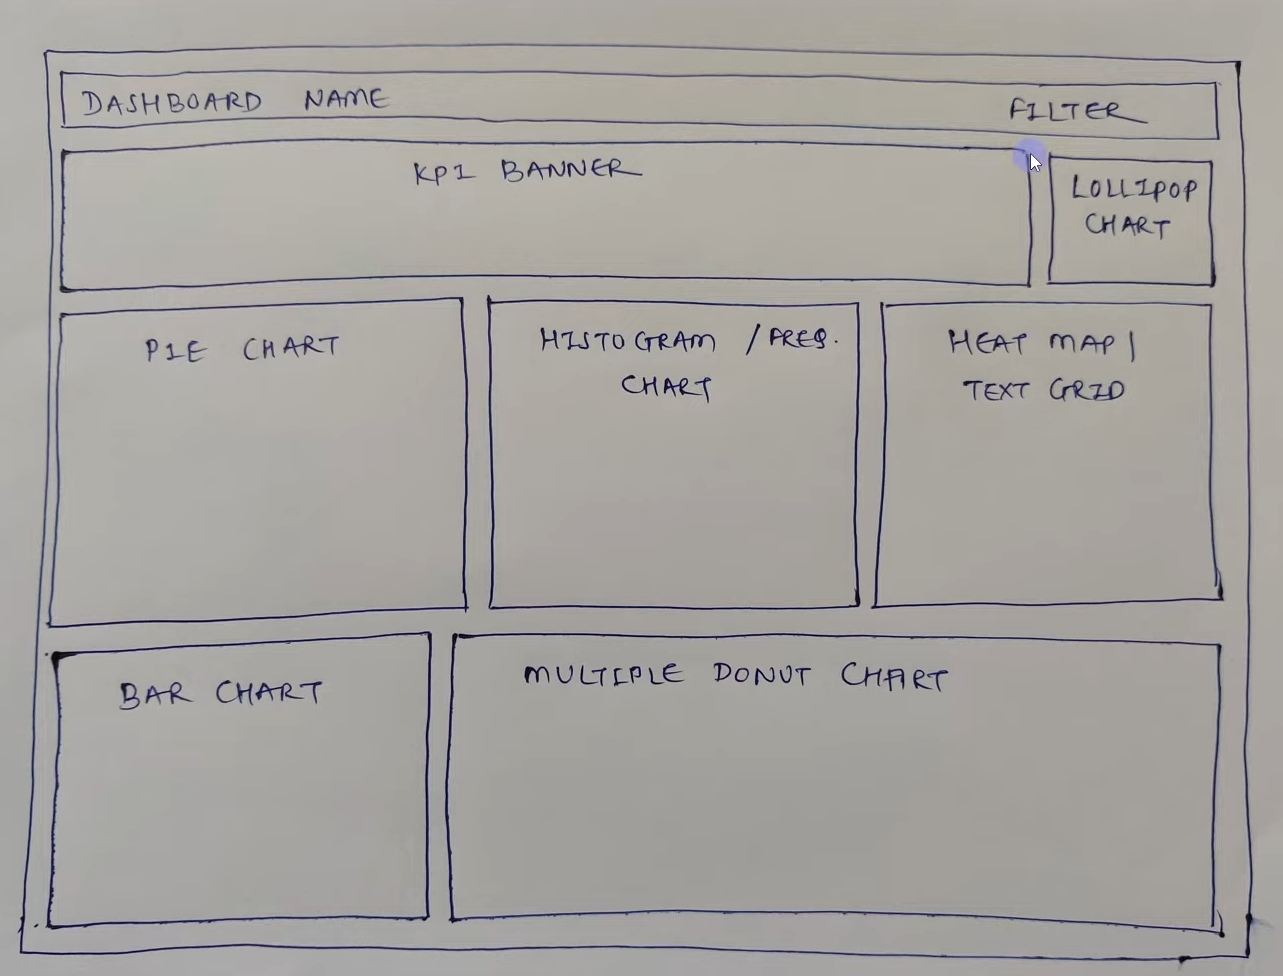 DASHBOARD NAME
FILTER
KPI BANNER
LOLLIPOP
CHART
PIE CHART
HISTOGRAM / FREQ.
CHART
HEAT MAP |
TEXT GRID
BAR CHART
MULTIPLE DONUT CHART